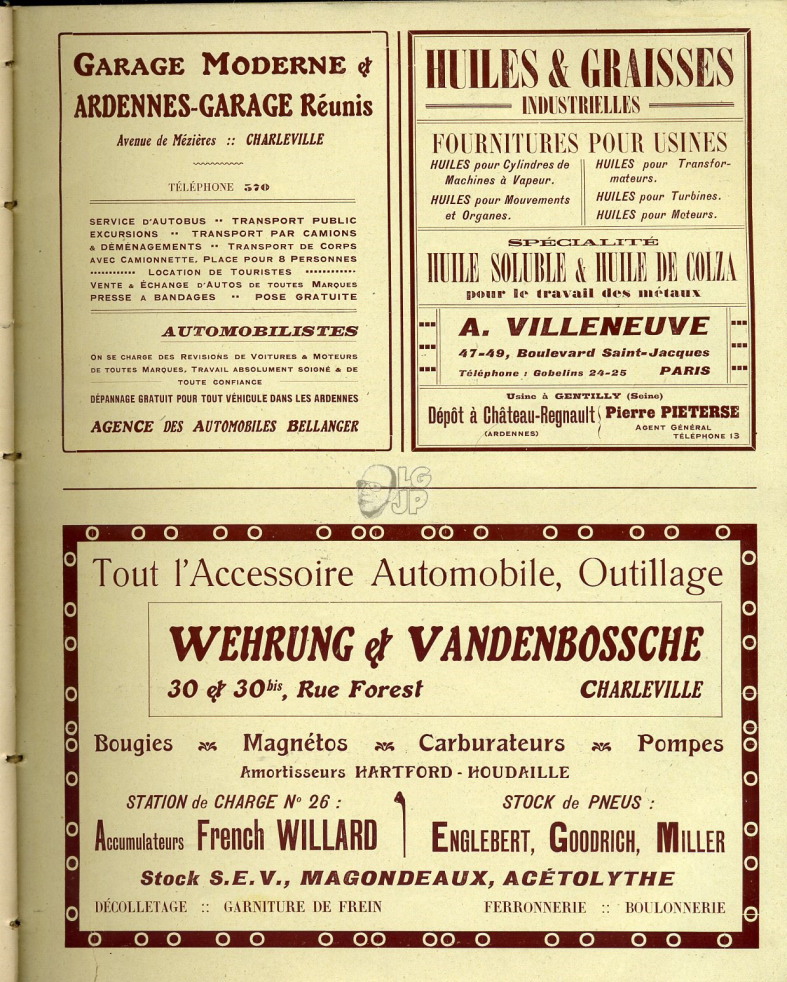 GARAGE MODERNE &
ARDENNES-GARAGE Réunis
Avenue de Mézières :: CHARLEVILLE
TÉLÉPHONE 570
SERVICE D'AUTOBUS •• TRANSPORT PUBLIC
EXCURSIONS •• TRANSPORT PAR CAMIONS
& DÉMÉNAGEMENTS •• TRANSPORT DE CORPS
AVEC CAMIONNETTE, PLACE POUR 8 PERSONNES
LOCATION DE TOURISTES
VENTE & ÉCHANGE D'AUTOS DE TOUTES MARQUES
PRESSE A BANDAGES •• POSE GRATUITE
AUTOMOBILISTES
ON SE CHARGE DES REVISIONS DE VOITURES & MOTEURS
DE TOUTES MARQUES, TRAVAIL ABSOLUMENT SOIGNÉ & DE
TOUTE CONFIANCE
DÉPANNAGE GRATUIT POUR TOUT VÉHICULE DANS LES ARDENNES
AGENCE DES AUTOMOBILES BELLANGER
HUILES & GRAISSES
INDUSTRIELLES
FOURNITURES POUR USINES
HUILES pour Cylindres de
Machines à Vapeur.
HUILES pour Mouvements
et Organes.
HUILES pour Transfor-
mateurs.
HUILES pour Turbines.
HUILES pour Moteurs.
SPÉCIALITÉ
HUILE SOLUBLE & HUILE DE COLZA
pour le travail des métaux
A. VILLENEUVE
47-49, Boulevard Saint-Jacques
Téléphone : Gobelins 24-25 PARIS
Usine à GENTILLY (Seine)
Dépôt à Château-Regnault
(ARDENNES)
Pierre PIETERSE
AGENT GÉNÉRAL
TÉLÉPHONE 13
LG
JP
Tout l'Accessoire Automobile, Outillage
WEHRUNG & VANDENBOSSCHE
30 & 30bis, Rue Forest CHARLEVILLE
Bougies Magnétos Carburateurs Pompes
Amortisseurs HARTFORD - HOUDAILLE
STATION de CHARGE N° 26 :
Accumulateurs French WILLARD
STOCK de PNEUS :
ENGLEBERT, GOODRICH, MILLER
Stock S.E.V., MAGONDEAUX, ACÉTOLYTHE
DÉCOLLETAGE :: GARNITURE DE FREIN FERRONNERIE :: BOULONNERIE